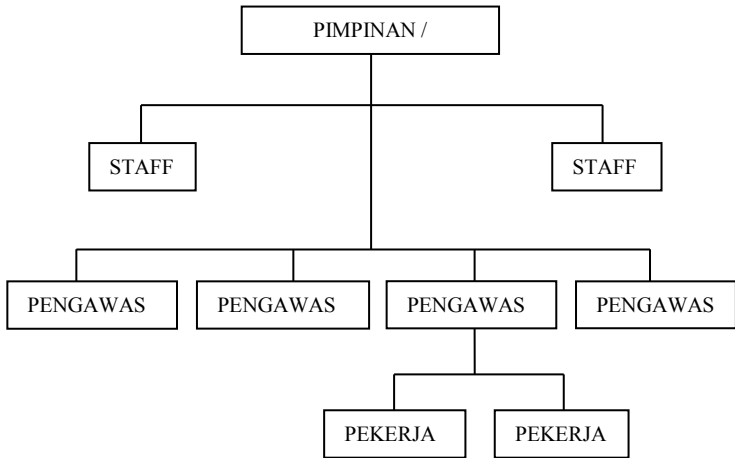 PIMPINAN /
STAFF
STAFF
PENGAWAS
PENGAWAS
PENGAWAS
PENGAWAS
PEKERJA
PEKERJA